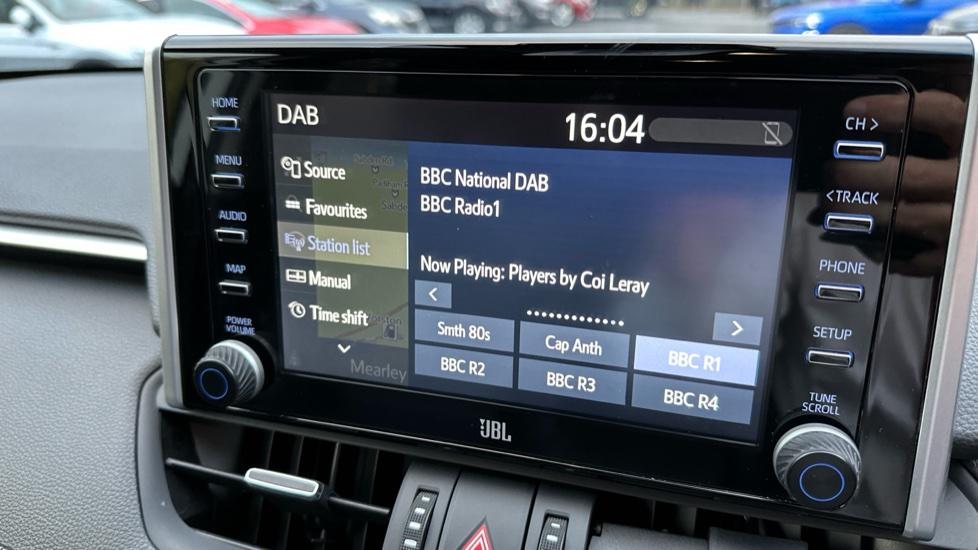 HOME
MENU
AUDIO
MAP
POWER
VOLUME
DAB
16:04
Source
Favourites
Station list
Manual
Time shift
Mearley
BBC National DAB
BBC Radio1
Now Playing: Players by Coi Leray
<
>
Smth 80s
Cap Anth
BBC R1
BBC R2
BBC R3
BBC R4
JBL
CH >
< TRACK
PHONE
SETUP
TUNE
SCROLL